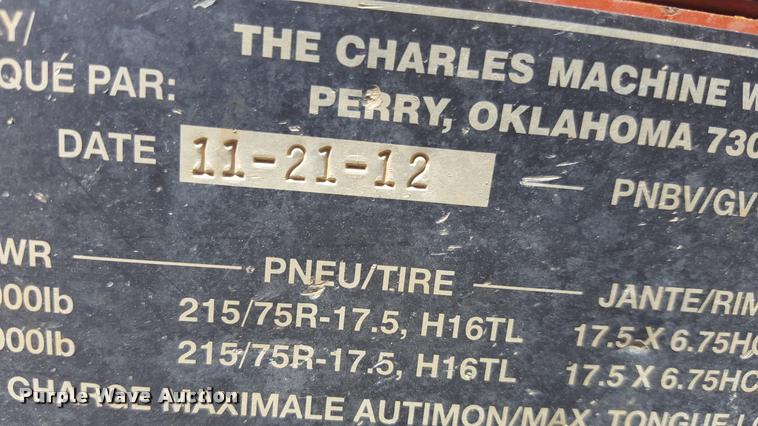 Y/
QUÉ PAR:
THE CHARLES MACHINE W
PERRY, OKLAHOMA 730
DATE 11-21-12 PNBV/GV
WR PNEU/TIRE JANTE/RIM
000lb 215/75R-17.5, H16TL 17.5 X 6.75HC
000lb 215/75R-17.5, H16TL 17.5 X 6.75HC
CHARGE MAXIMALE AUTIMON/MAX. TONGUE LO
Purple Wave Auction